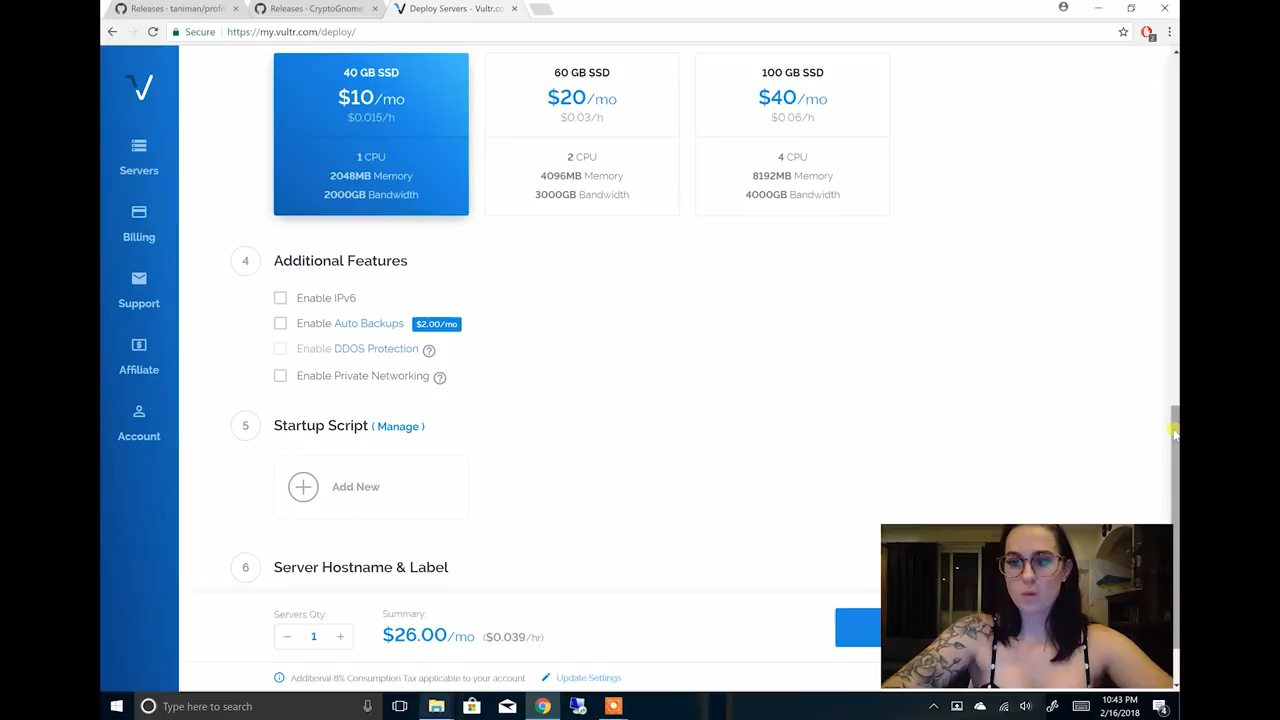 Releases · taniman/profi
Releases · CryptoGnome
Deploy Servers - Vultr.co
Secure
https://my.vultr.com/deploy/
2
40 GB SSD
$10/mo
$0.015/h
1 CPU
2048MB Memory
2000GB Bandwidth
60 GB SSD
$20/mo
$0.03/h
2 CPU
4096MB Memory
3000GB Bandwidth
100 GB SSD
$40/mo
$0.06/h
4 CPU
8192MB Memory
4000GB Bandwidth
Servers
Billing
Support
Affiliate
Account
4 Additional Features
Enable IPv6
Enable Auto Backups $2.00/mo
Enable DDOS Protection ?
Enable Private Networking ?
5 Startup Script ( Manage )
+ Add New
6 Server Hostname & Label
Servers Qty:
− 1 +
Summary:
$26.00/mo ($0.039/hr)
Additional 8% Consumption Tax applicable to your account
Update Settings
Type here to search
10:43 PM
2/16/2018
4